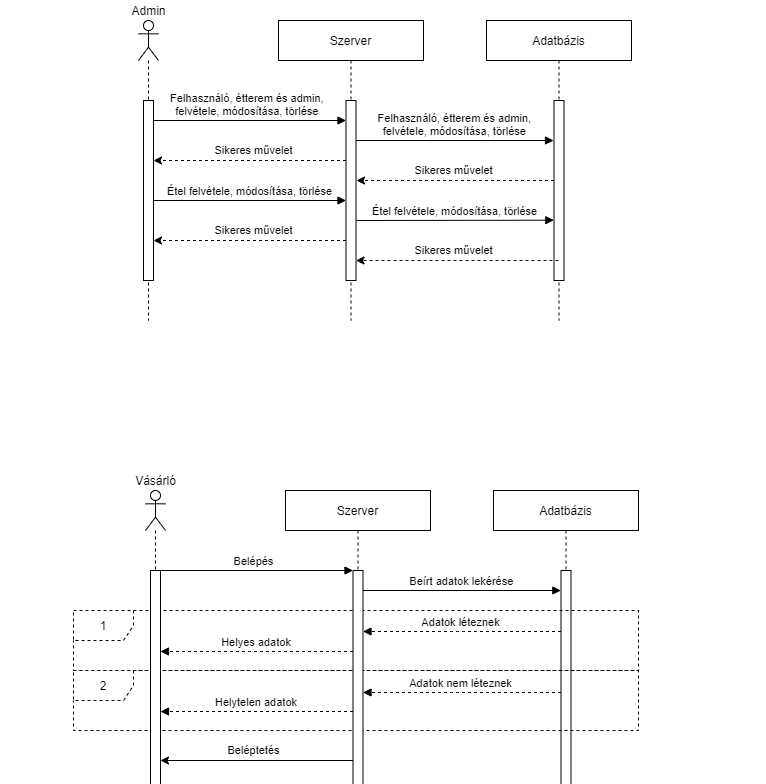 Admin
Szerver
Adatbázis
Felhasználó, étterem és admin,
felvétele, módosítása, törlése
Felhasználó, étterem és admin,
felvétele, módosítása, törlése
Sikeres művelet
Sikeres művelet
Étel felvétele, módosítása, törlése
Étel felvétele, módosítása, törlése
Sikeres művelet
Sikeres művelet
Vásárló
Szerver
Adatbázis
Belépés
Beírt adatok lekérése
1
Adatok léteznek
Helyes adatok
2
Adatok nem léteznek
Helytelen adatok
Beléptetés